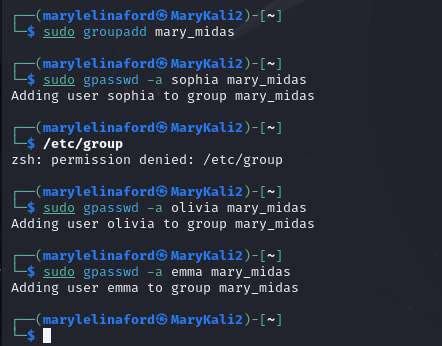 ┌──(marylelinaford㉿MaryKali2)-[~]
└─$ sudo groupadd mary_midas
┌──(marylelinaford㉿MaryKali2)-[~]
└─$ sudo gpasswd -a sophia mary_midas
Adding user sophia to group mary_midas
┌──(marylelinaford㉿MaryKali2)-[~]
└─$ /etc/group
zsh: permission denied: /etc/group
┌──(marylelinaford㉿MaryKali2)-[~]
└─$ sudo gpasswd -a olivia mary_midas
Adding user olivia to group mary_midas
┌──(marylelinaford㉿MaryKali2)-[~]
└─$ sudo gpasswd -a emma mary_midas
Adding user emma to group mary_midas
┌──(marylelinaford㉿MaryKali2)-[~]
└─$